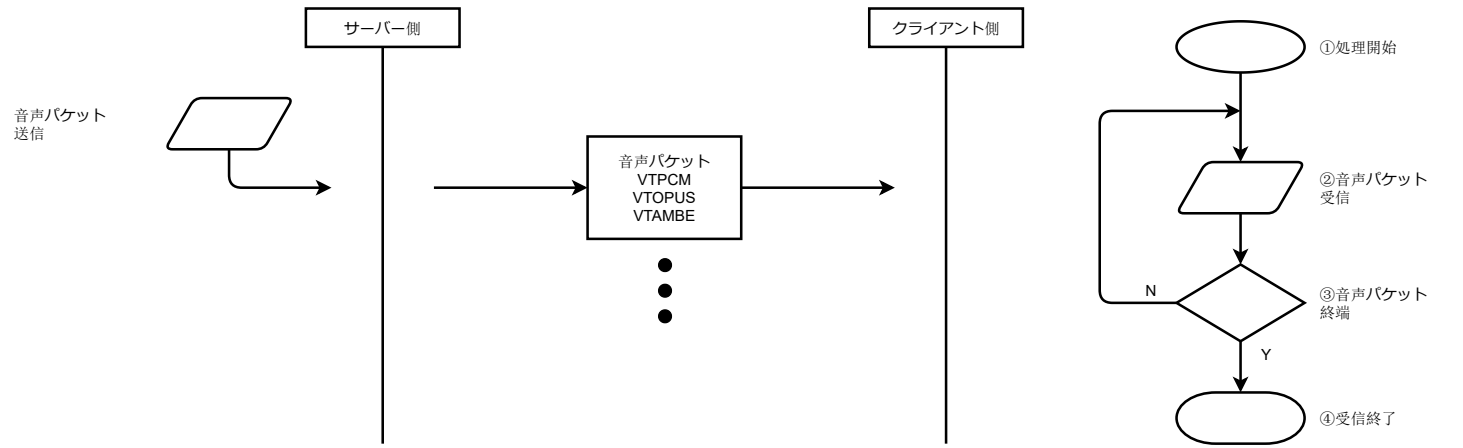 サーバー側
クライアント側
音声パケット
送信
音声パケット
VTPCM
VTOPUS
VTAMBE
①処理開始
②音声パケット
受信
N
③音声パケット
終端
Y
④受信終了